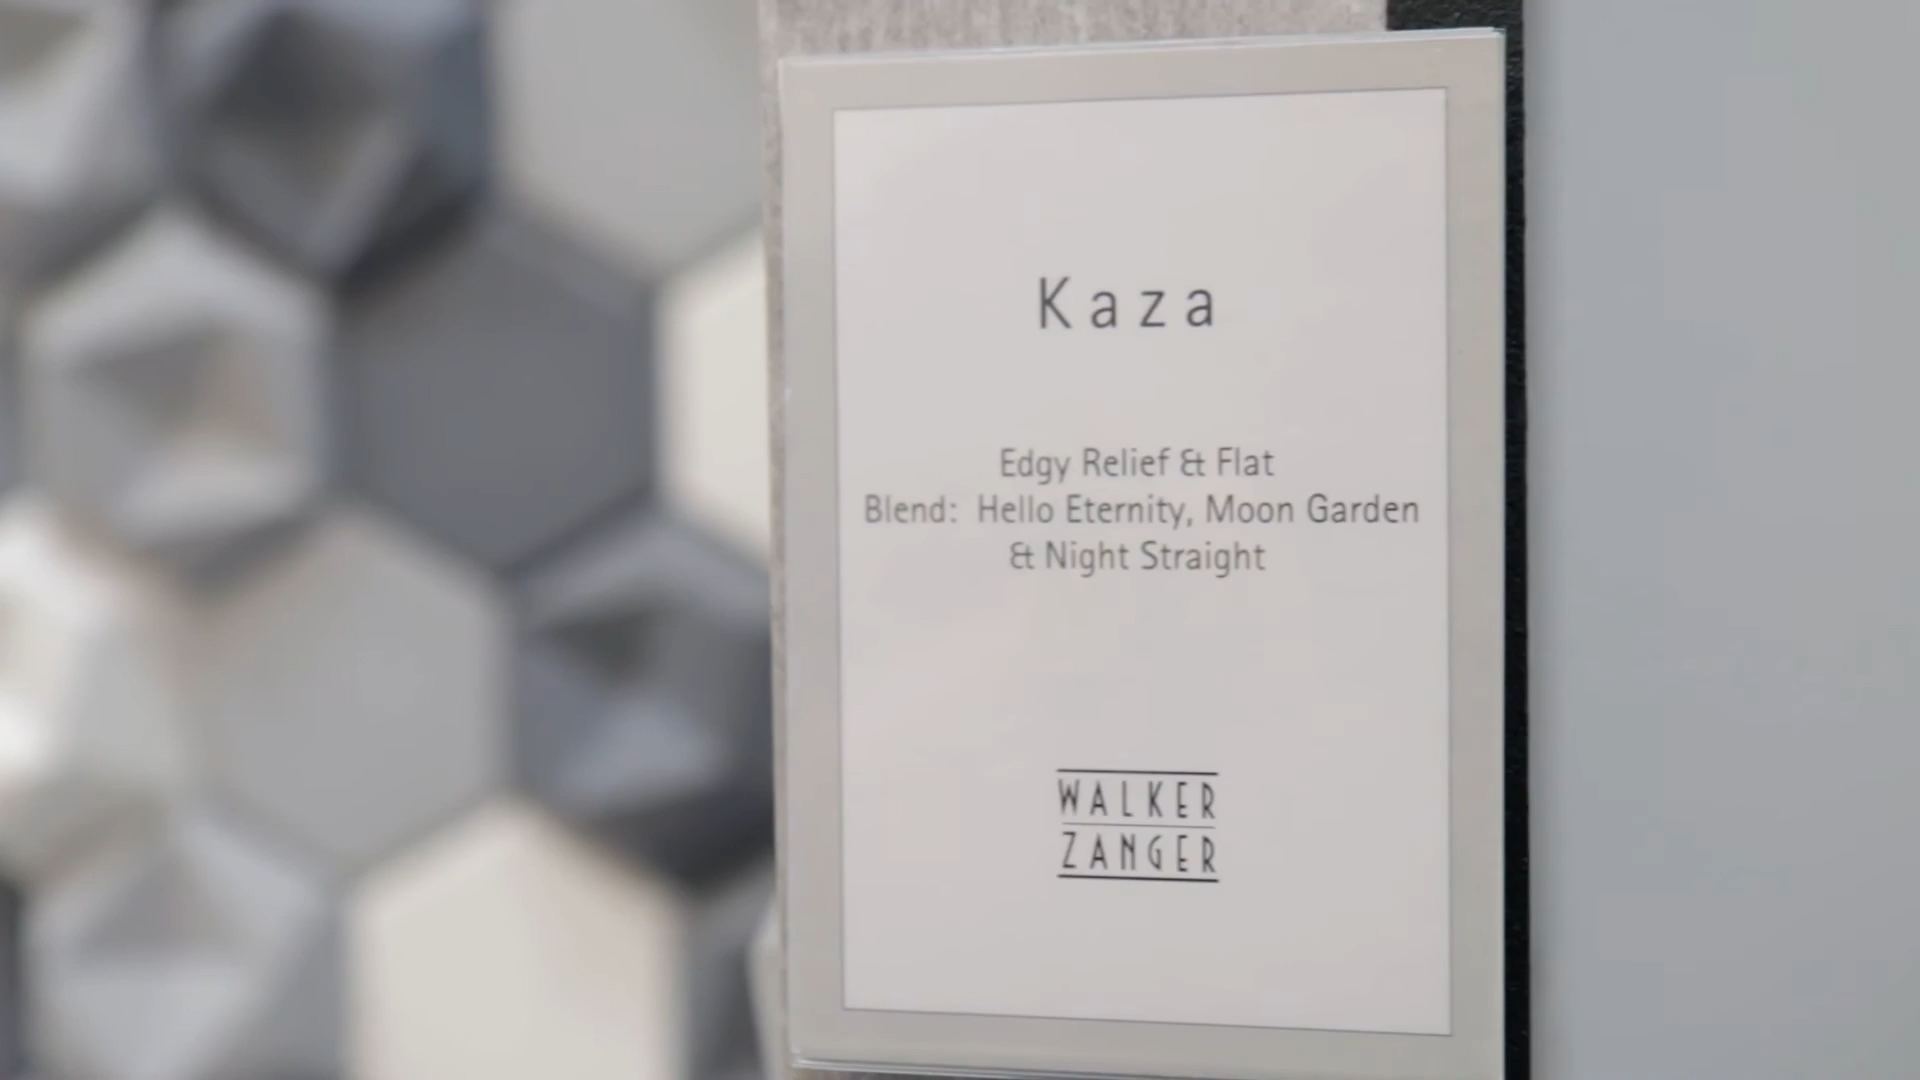 Kaza
Edgy Relief & Flat
Blend: Hello Eternity, Moon Garden
& Night Straight
WALKER
ZANGER